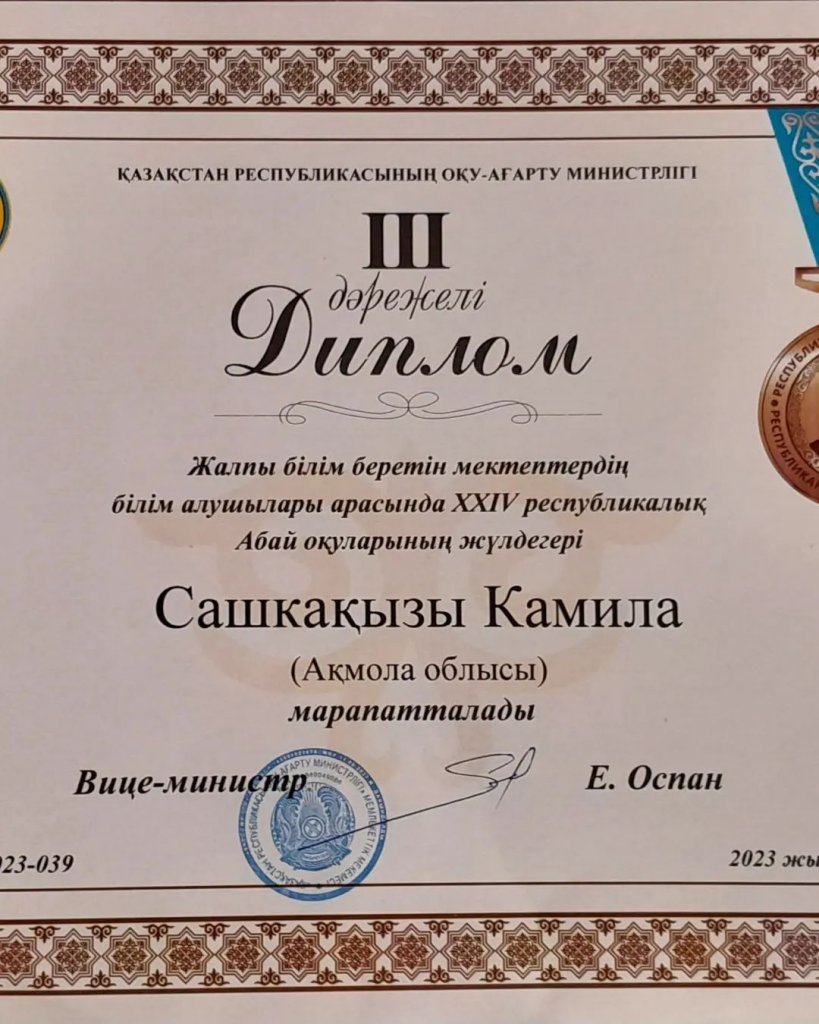 ҚАЗАҚСТАН РЕСПУБЛИКАСЫНЫҢ ОҚУ-АҒАРТУ МИНИСТРЛІГІ
III
дәрежелі
Диплом
Жалпы білім беретін мектептердің
білім алушылары арасында XXIV республикалық
Абай оқуларының жүлдегері
Сашкақызы Камила
(Ақмола облысы)
марапатталады
Вице-министр
Е. Оспан
023-039
2023 жы